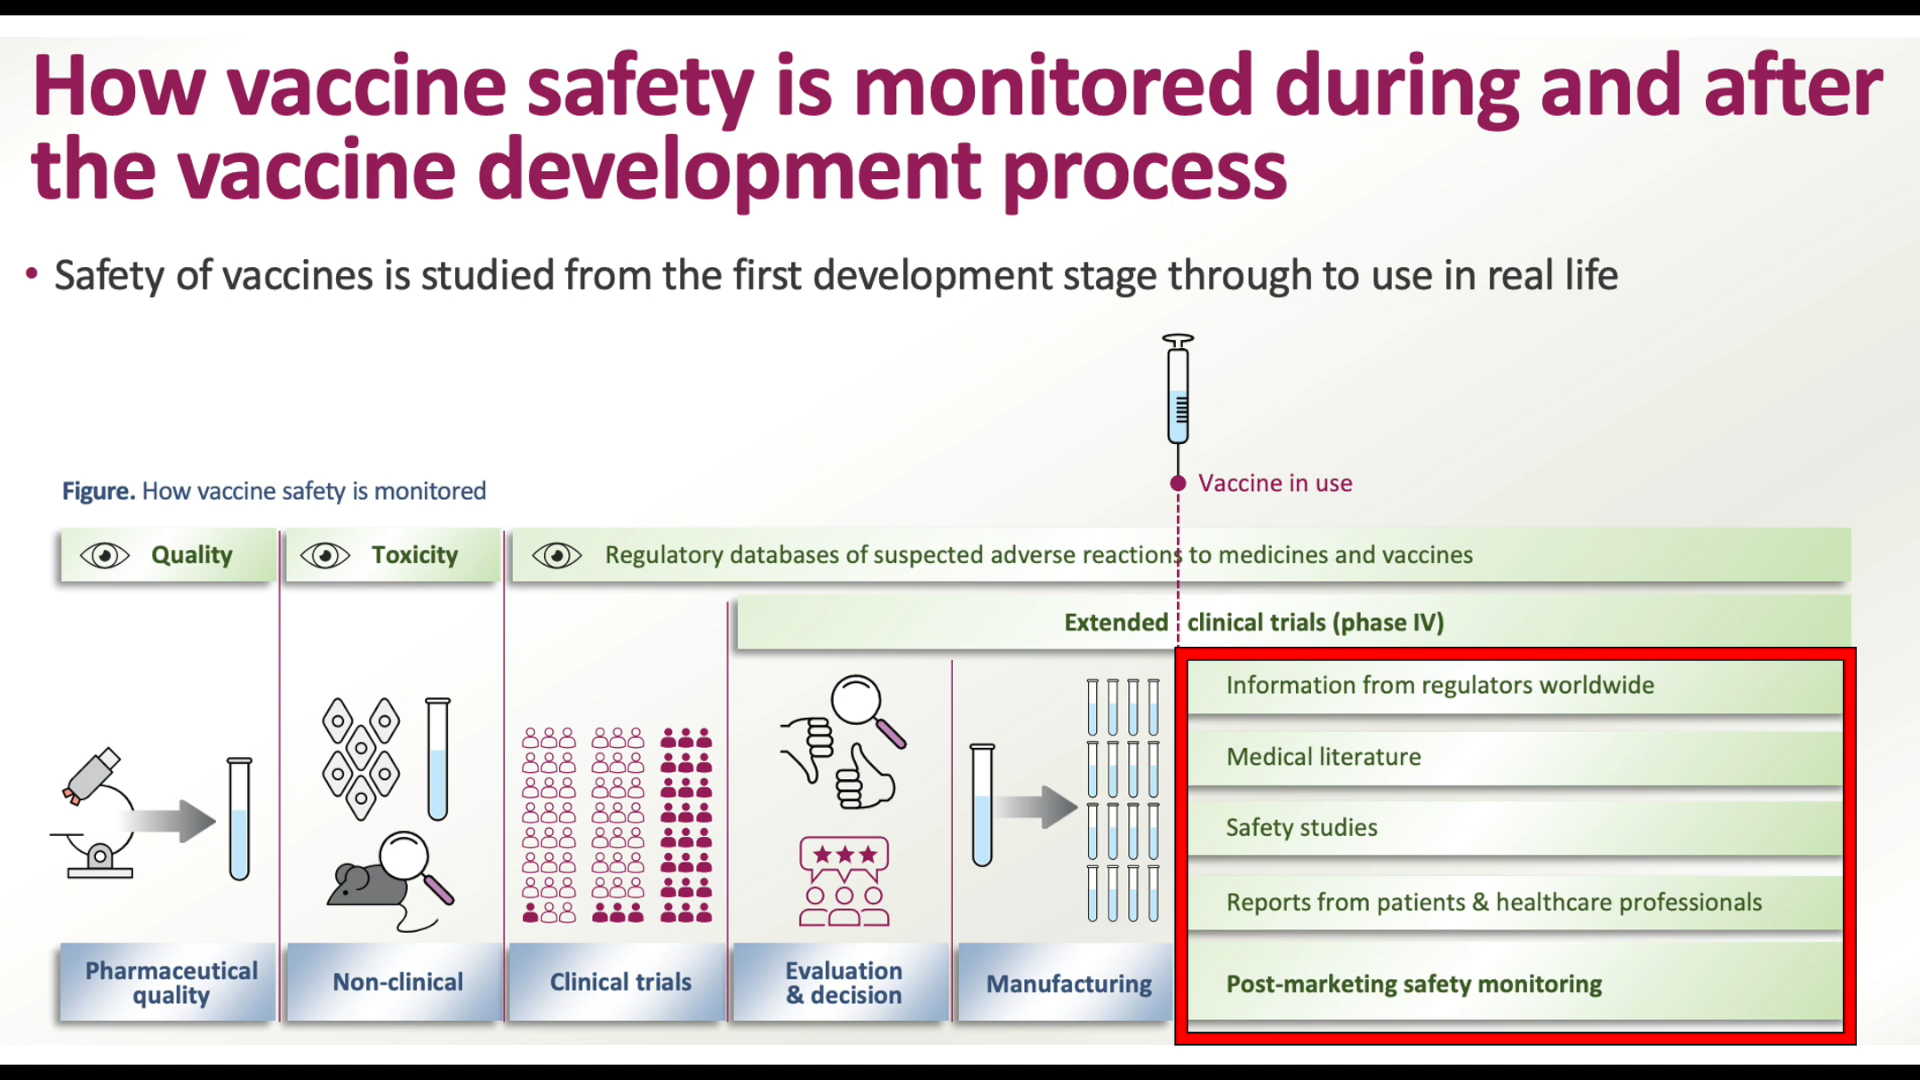 How vaccine safety is monitored during and after
the vaccine development process
• Safety of vaccines is studied from the first development stage through to use in real life
Vaccine in use
Figure. How vaccine safety is monitored
Quality
Toxicity
Regulatory databases of suspected adverse reactions to medicines and vaccines
Extended clinical trials (phase IV)
Information from regulators worldwide
Medical literature
Safety studies
Reports from patients & healthcare professionals
Pharmaceutical
quality
Non-clinical
Clinical trials
Evaluation
& decision
Manufacturing
Post-marketing safety monitoring